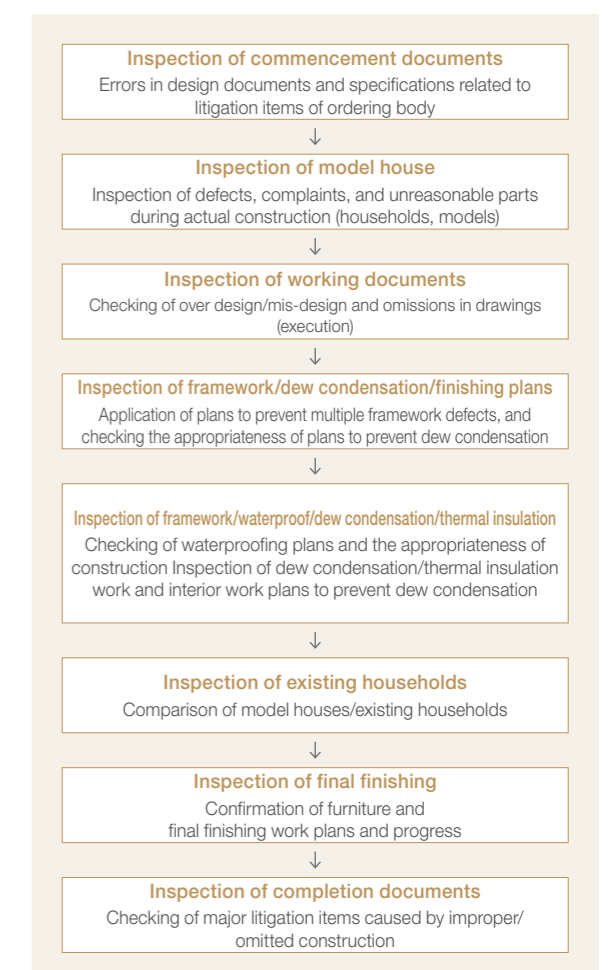 Inspection of commencement documents
Errors in design documents and specifications related to
litigation items of ordering body
↓
Inspection of model house
Inspection of defects, complaints, and unreasonable parts
during actual construction (households, models)
↓
Inspection of working documents
Checking of over design/mis-design and omissions in drawings
(execution)
↓
Inspection of framework/dew condensation/finishing plans
Application of plans to prevent multiple framework defects, and
checking the appropriateness of plans to prevent dew condensation
↓
Inspection of framework/waterproof/dew condensation/thermal insulation
Checking of waterproofing plans and the appropriateness of
construction Inspection of dew condensation/thermal insulation
work and interior work plans to prevent dew condensation
↓
Inspection of existing households
Comparison of model houses/existing households
↓
Inspection of final finishing
Confirmation of furniture and
final finishing work plans and progress
↓
Inspection of completion documents
Checking of major litigation items caused by improper/
omitted construction